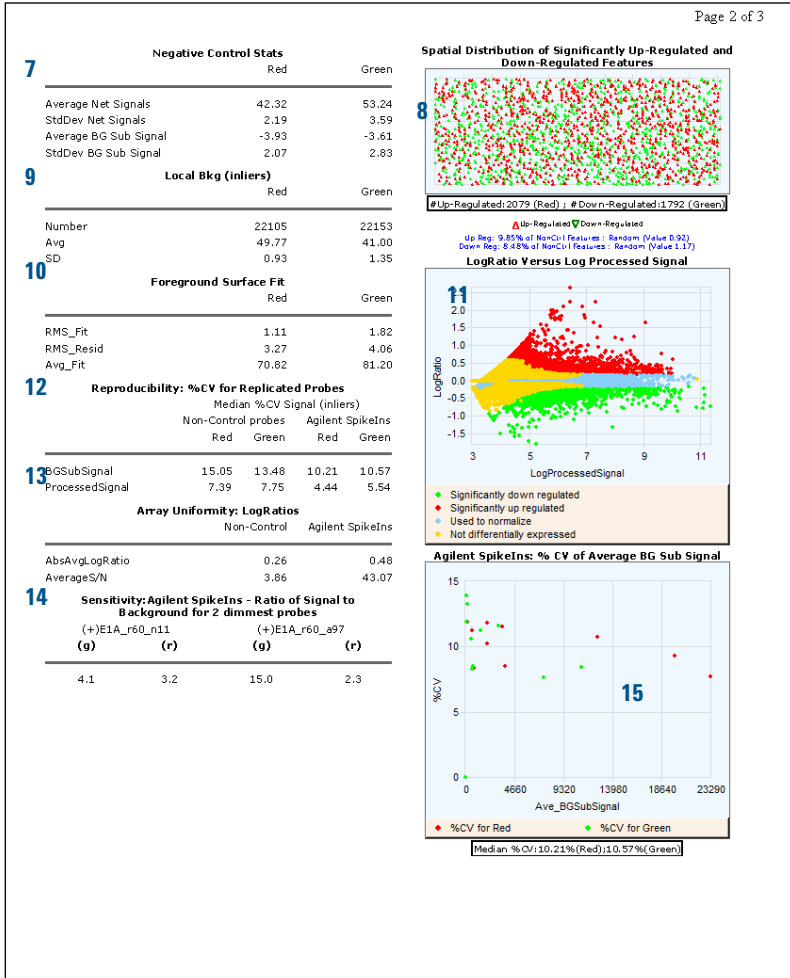 Page 2 of 3
7
Negative Control Stats
Red Green
Average Net Signals 42.32 53.24
StdDev Net Signals 2.19 3.59
Average BG Sub Signal -3.93 -3.61
StdDev BG Sub Signal 2.07 2.83
9
Local Bkg (inliers)
Red Green
Number 22105 22153
Avg 49.77 41.00
SD 0.93 1.35
10
Foreground Surface Fit
Red Green
RMS_Fit 1.11 1.82
RMS_Resid 3.27 4.06
Avg_Fit 70.82 81.20
12
Reproducibility: %CV for Replicated Probes
Median %CV Signal (inliers)
Non-Control probes Agilent SpikeIns
Red Green Red Green
13
BGSubSignal 15.05 13.48 10.21 10.57
ProcessedSignal 7.39 7.75 4.44 5.54
Array Uniformity: LogRatios
Non-Control Agilent SpikeIns
AbsAvgLogRatio 0.26 0.48
AverageS/N 3.86 43.07
14
Sensitivity: Agilent SpikeIns - Ratio of Signal to
Background for 2 dimmest probes
(+)E1A_r60_n11 (+)E1A_r60_a97
(g) (r) (g) (r)
4.1 3.2 15.0 2.3
Spatial Distribution of Significantly Up-Regulated and
Down-Regulated Features
8
#Up-Regulated:2079 (Red) ; #Down-Regulated:1792 (Green)
Up-Regulated Down-Regulated
Up Reg: 9.85% of NonCtrl Features : Random (Value 0.92)
Down Reg: 8.48% of NonCtrl Features : Random (Value 1.17)
LogRatio Versus Log Processed Signal
11
2.0
1.5
1.0
0.5
0.0
-0.5
-1.0
-1.5
LogRatio
3 5 7 9 11
LogProcessedSignal
Significantly down regulated
Significantly up regulated
Used to normalize
Not differentially expressed
Agilent SpikeIns: % CV of Average BG Sub Signal
15
10
5
0
%CV
15
0 4660 9320 13980 18640 23290
Ave_BGSubSignal
%CV for Red %CV for Green
Median %CV:10.21%(Red);10.57%(Green)